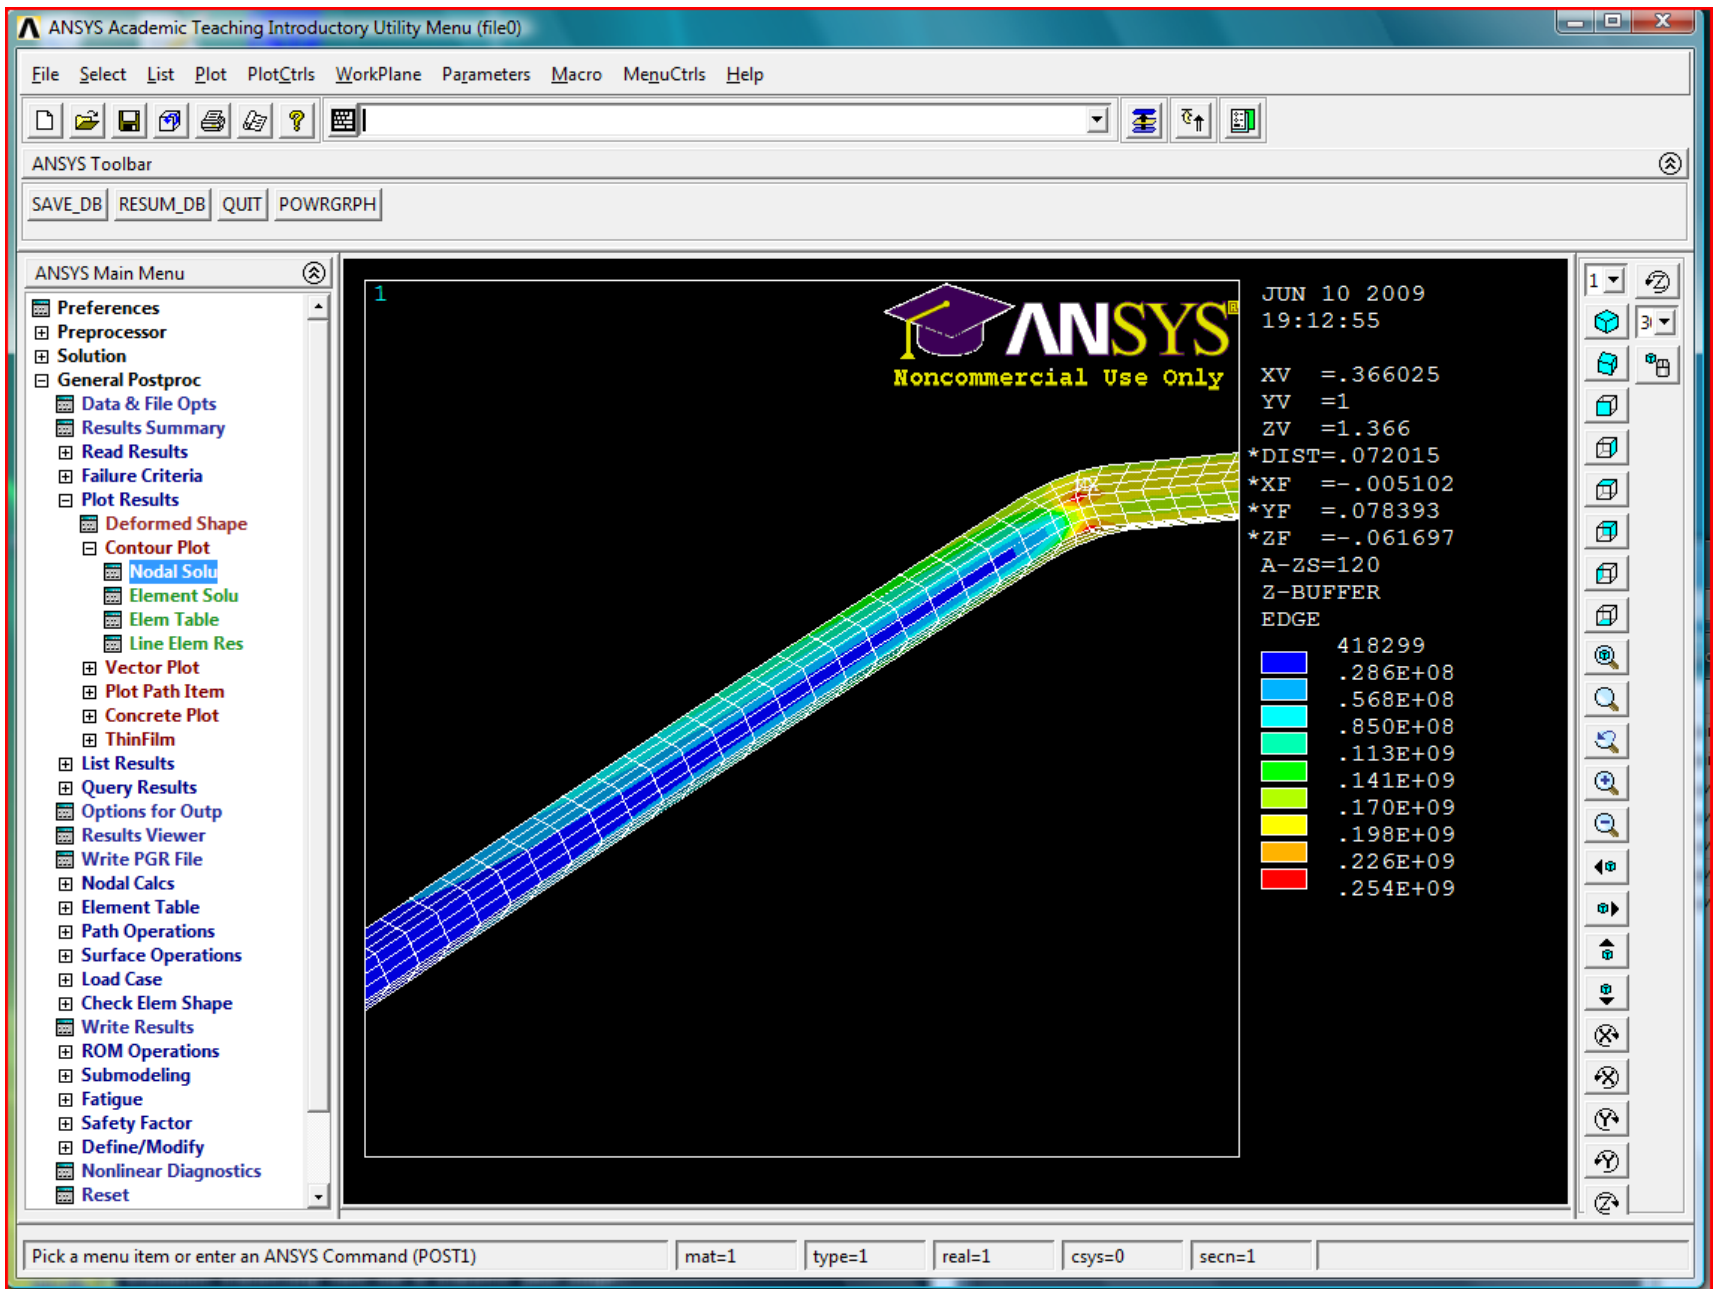 ANSYS Academic Teaching Introductory Utility Menu (file0)
File Select List Plot PlotCtrls WorkPlane Parameters Macro MenuCtrls Help
ANSYS Toolbar
SAVE_DB RESUM_DB QUIT POWRGRPH
ANSYS Main Menu
Preferences
Preprocessor
Solution
General Postproc
Data & File Opts
Results Summary
Read Results
Failure Criteria
Plot Results
Deformed Shape
Contour Plot
Nodal Solu
Element Solu
Elem Table
Line Elem Res
Vector Plot
Plot Path Item
Concrete Plot
ThinFilm
List Results
Query Results
Options for Outp
Results Viewer
Write PGR File
Nodal Calcs
Element Table
Path Operations
Surface Operations
Load Case
Check Elem Shape
Write Results
ROM Operations
Submodeling
Fatigue
Safety Factor
Define/Modify
Nonlinear Diagnostics
Reset
1
ANSYS®
Noncommercial Use Only
MX
JUN 10 2009
19:12:55
XV =.366025
YV =1
ZV =1.366
*DIST=.072015
*XF =-.005102
*YF =.078393
*ZF =-.061697
A-ZS=120
Z-BUFFER
EDGE
418299
.286E+08
.568E+08
.850E+08
.113E+09
.141E+09
.170E+09
.198E+09
.226E+09
.254E+09
1
Pick a menu item or enter an ANSYS Command (POST1) mat=1 type=1 real=1 csys=0 secn=1